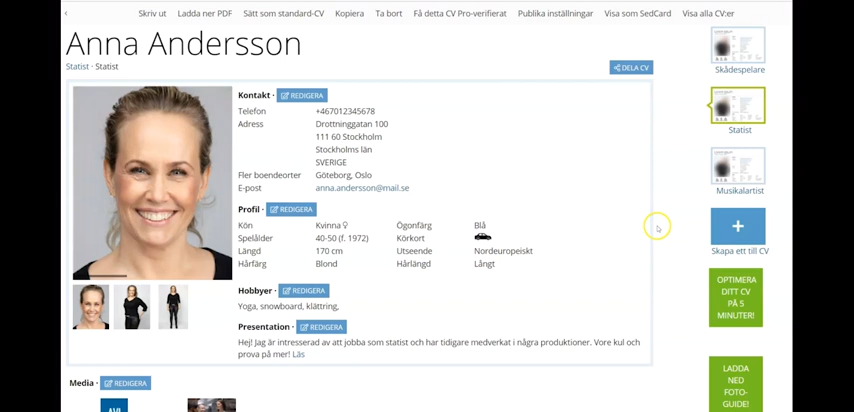 ‹ Skriv ut Ladda ner PDF Sätt som standard-CV Kopiera Ta bort Få detta CV Pro-verifierat Publika inställningar Visa som SedCard Visa alla CV:er
Anna Andersson
Statist · Statist
DELA CV
Kontakt · REDIGERA
Telefon +467012345678
Adress Drottninggatan 100
111 60 Stockholm
Stockholms län
SVERIGE
Fler boendeorter Göteborg, Oslo
E-post anna.andersson@mail.se
Profil · REDIGERA
Kön Kvinna ♀ Ögonfärg Blå
Spelålder 40-50 (f. 1972) Körkort
Längd 170 cm Utseende Nordeuropeiskt
Hårfärg Blond Hårlängd Långt
Hobbyer · REDIGERA
Yoga, snowboard, klättring,
Presentation · REDIGERA
Hej! Jag är intresserad av att jobba som statist och har tidigare medverkat i några produktioner. Vore kul och
prova på mer! Läs
Media · REDIGERA
AVI
Skådespelare
Statist
Musikalartist
+
Skapa ett till CV
OPTIMERA
DITT CV
PÅ 5
MINUTER!
LADDA
NED
FOTO-
GUIDE!